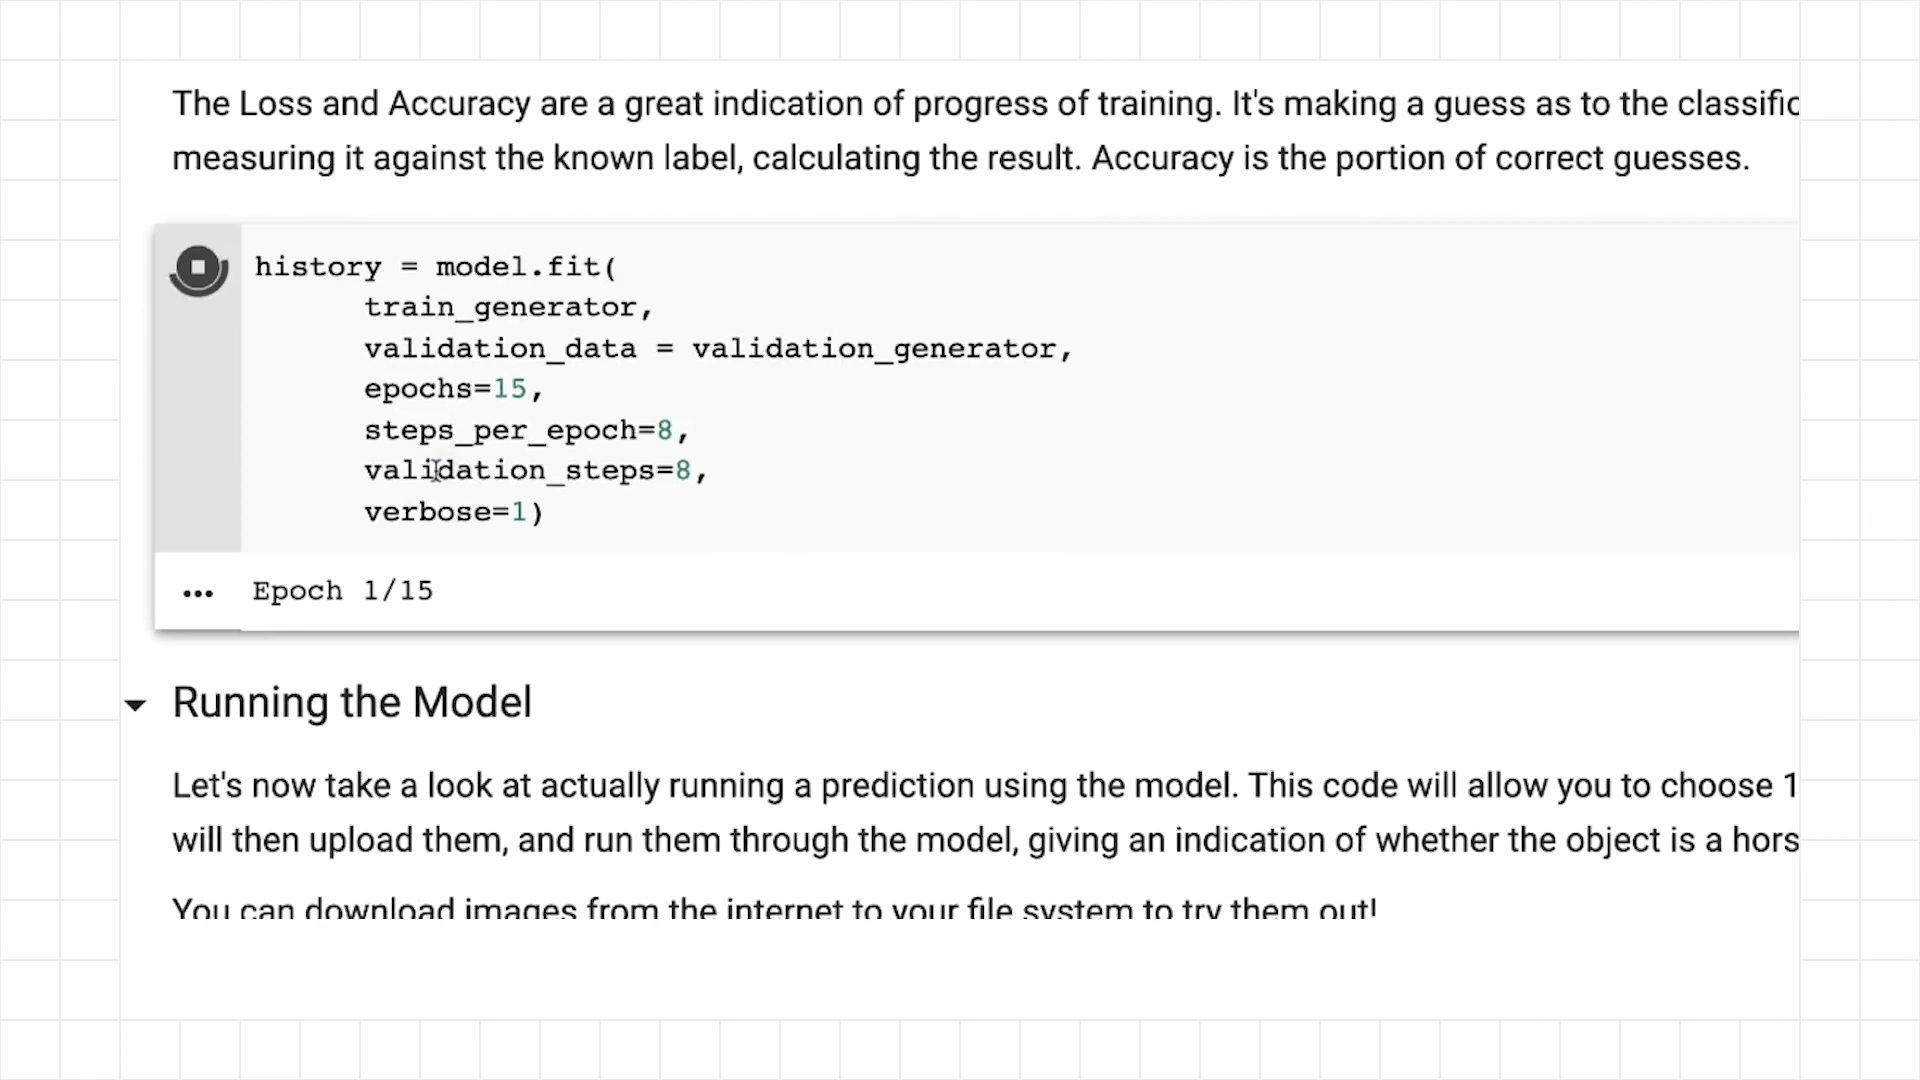 The Loss and Accuracy are a great indication of progress of training. It's making a guess as to the classific
measuring it against the known label, calculating the result. Accuracy is the portion of correct guesses.
history = model.fit(
train_generator,
validation_data = validation_generator,
epochs=15,
steps_per_epoch=8,
validation_steps=8,
verbose=1)
Epoch 1/15
Running the Model
Let's now take a look at actually running a prediction using the model. This code will allow you to choose 1
will then upload them, and run them through the model, giving an indication of whether the object is a hors
You can download images from the internet to your file system to try them out!